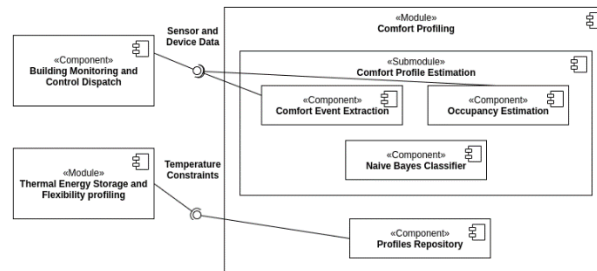 Sensor and
Device Data
«Module»
Comfort Profiling
«Component»
Building Monitoring and
Control Dispatch
«Submodule»
Comfort Profile Estimation
«Component»
Comfort Event Extraction
«Component»
Occupancy Estimation
«Component»
Naive Bayes Classifier
«Module»
Thermal Energy Storage and
Flexibility profiling
Temperature
Constraints
«Component»
Profiles Repository